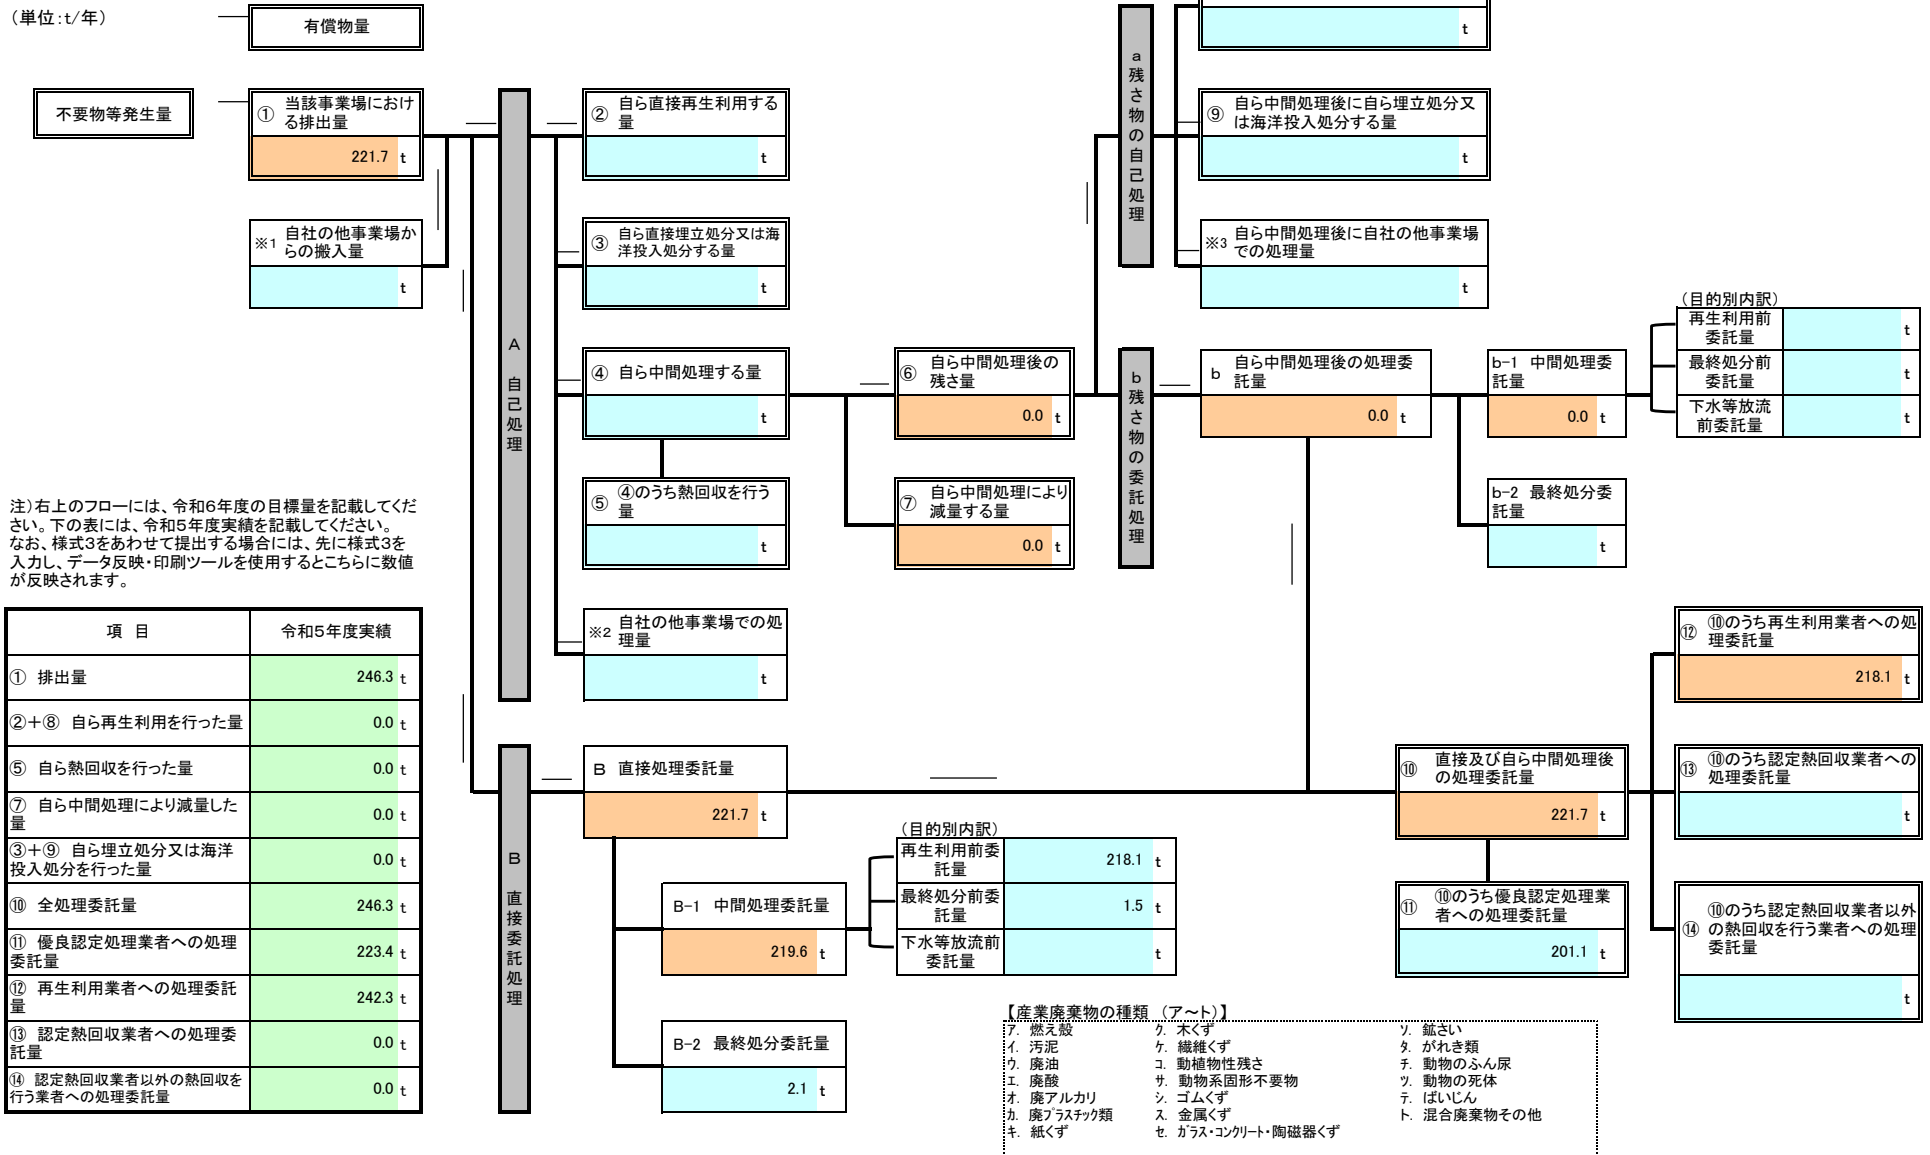 （単位：t/年）
有償物量
t
不要物等発生量
① 当該事業場におけ
る排出量
221.7 t
※1 自社の他事業場か
らの搬入量
t
A
自己処理
② 自ら直接再生利用する
量
t
③ 自ら直接埋立処分又は海
洋投入処分する量
t
④ 自ら中間処理する量
t
⑤ ④のうち熱回収を行う
量
t
※2 自社の他事業場での処
理量
t
⑥ 自ら中間処理後の
残さ量
0.0 t
⑦ 自ら中間処理により
減量する量
0.0 t
a
残さ物の自己処理
⑨ 自ら中間処理後に自ら埋立処分又
は海洋投入処分する量
t
※3 自ら中間処理後に自社の他事業場
での処理量
t
b
残さ物の委託処理
b 自ら中間処理後の処理委
託量
0.0 t
b-1 中間処理委
託量
0.0 t
b-2 最終処分委
託量
t
（目的別内訳）
再生利用前
委託量
t
最終処分前
委託量
t
下水等放流
前委託量
t
注）右上のフローには、令和６年度の目標量を記載してくだ
さい。下の表には、令和５年度実績を記載してください。
なお、様式３をあわせて提出する場合には、先に様式３を
入力し、データ反映・印刷ツールを使用するとこちらに数値
が反映されます。
項 目 令和５年度実績
① 排出量 246.3 t
②＋⑧ 自ら再生利用を行った量 0.0 t
⑤ 自ら熱回収を行った量 0.0 t
⑦ 自ら中間処理により減量した
量 0.0 t
③＋⑨ 自ら埋立処分又は海洋
投入処分を行った量 0.0 t
⑩ 全処理委託量 246.3 t
⑪ 優良認定処理業者への処理
委託量 223.4 t
⑫ 再生利用業者への処理委託
量 242.3 t
⑬ 認定熱回収業者への処理委
託量 0.0 t
⑭ 認定熱回収業者以外の熱回収を
行う業者への処理委託量 0.0 t
B
直接委託処理
B 直接処理委託量
221.7 t
B-1 中間処理委託量
219.6 t
B-2 最終処分委託量
2.1 t
（目的別内訳）
再生利用前委
託量
218.1 t
最終処分前委
託量
1.5 t
下水等放流前
委託量
t
⑩ 直接及び自ら中間処理後
の処理委託量
221.7 t
⑪ ⑩のうち優良認定処理業
者への処理委託量
201.1 t
⑫ ⑩のうち再生利用業者への処
理委託量
218.1 t
⑬ ⑩のうち認定熱回収業者への
処理委託量
t
⑭ ⑩のうち認定熱回収業者以外
の熱回収を行う業者への処理
委託量
t
【産業廃棄物の種類 （ア～ト）】
ア. 燃え殻 ク. 木くず ソ. 鉱さい
イ. 汚泥 ケ. 繊維くず タ. がれき類
ウ. 廃油 コ. 動植物性残さ チ. 動物のふん尿
エ. 廃酸 サ. 動物系固形不要物 ツ. 動物の死体
オ. 廃アルカリ シ. ゴムくず テ. ばいじん
カ. 廃プラスチック類 ス. 金属くず ト. 混合廃棄物その他
キ. 紙くず セ. ガラス・コンクリート・陶磁器くず